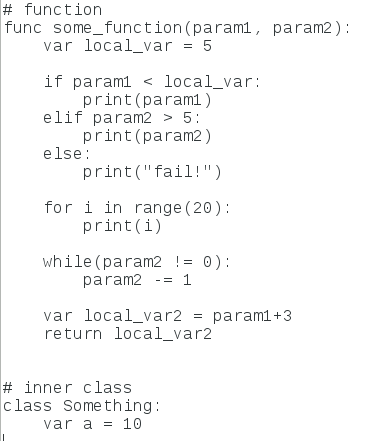 # function
func some_function(param1, param2):
    var local_var = 5

    if param1 < local_var:
        print(param1)
    elif param2 > 5:
        print(param2)
    else:
        print("fail!")

    for i in range(20):
        print(i)

    while(param2 != 0):
        param2 -= 1

    var local_var2 = param1+3
    return local_var2


# inner class
class Something:
    var a = 10